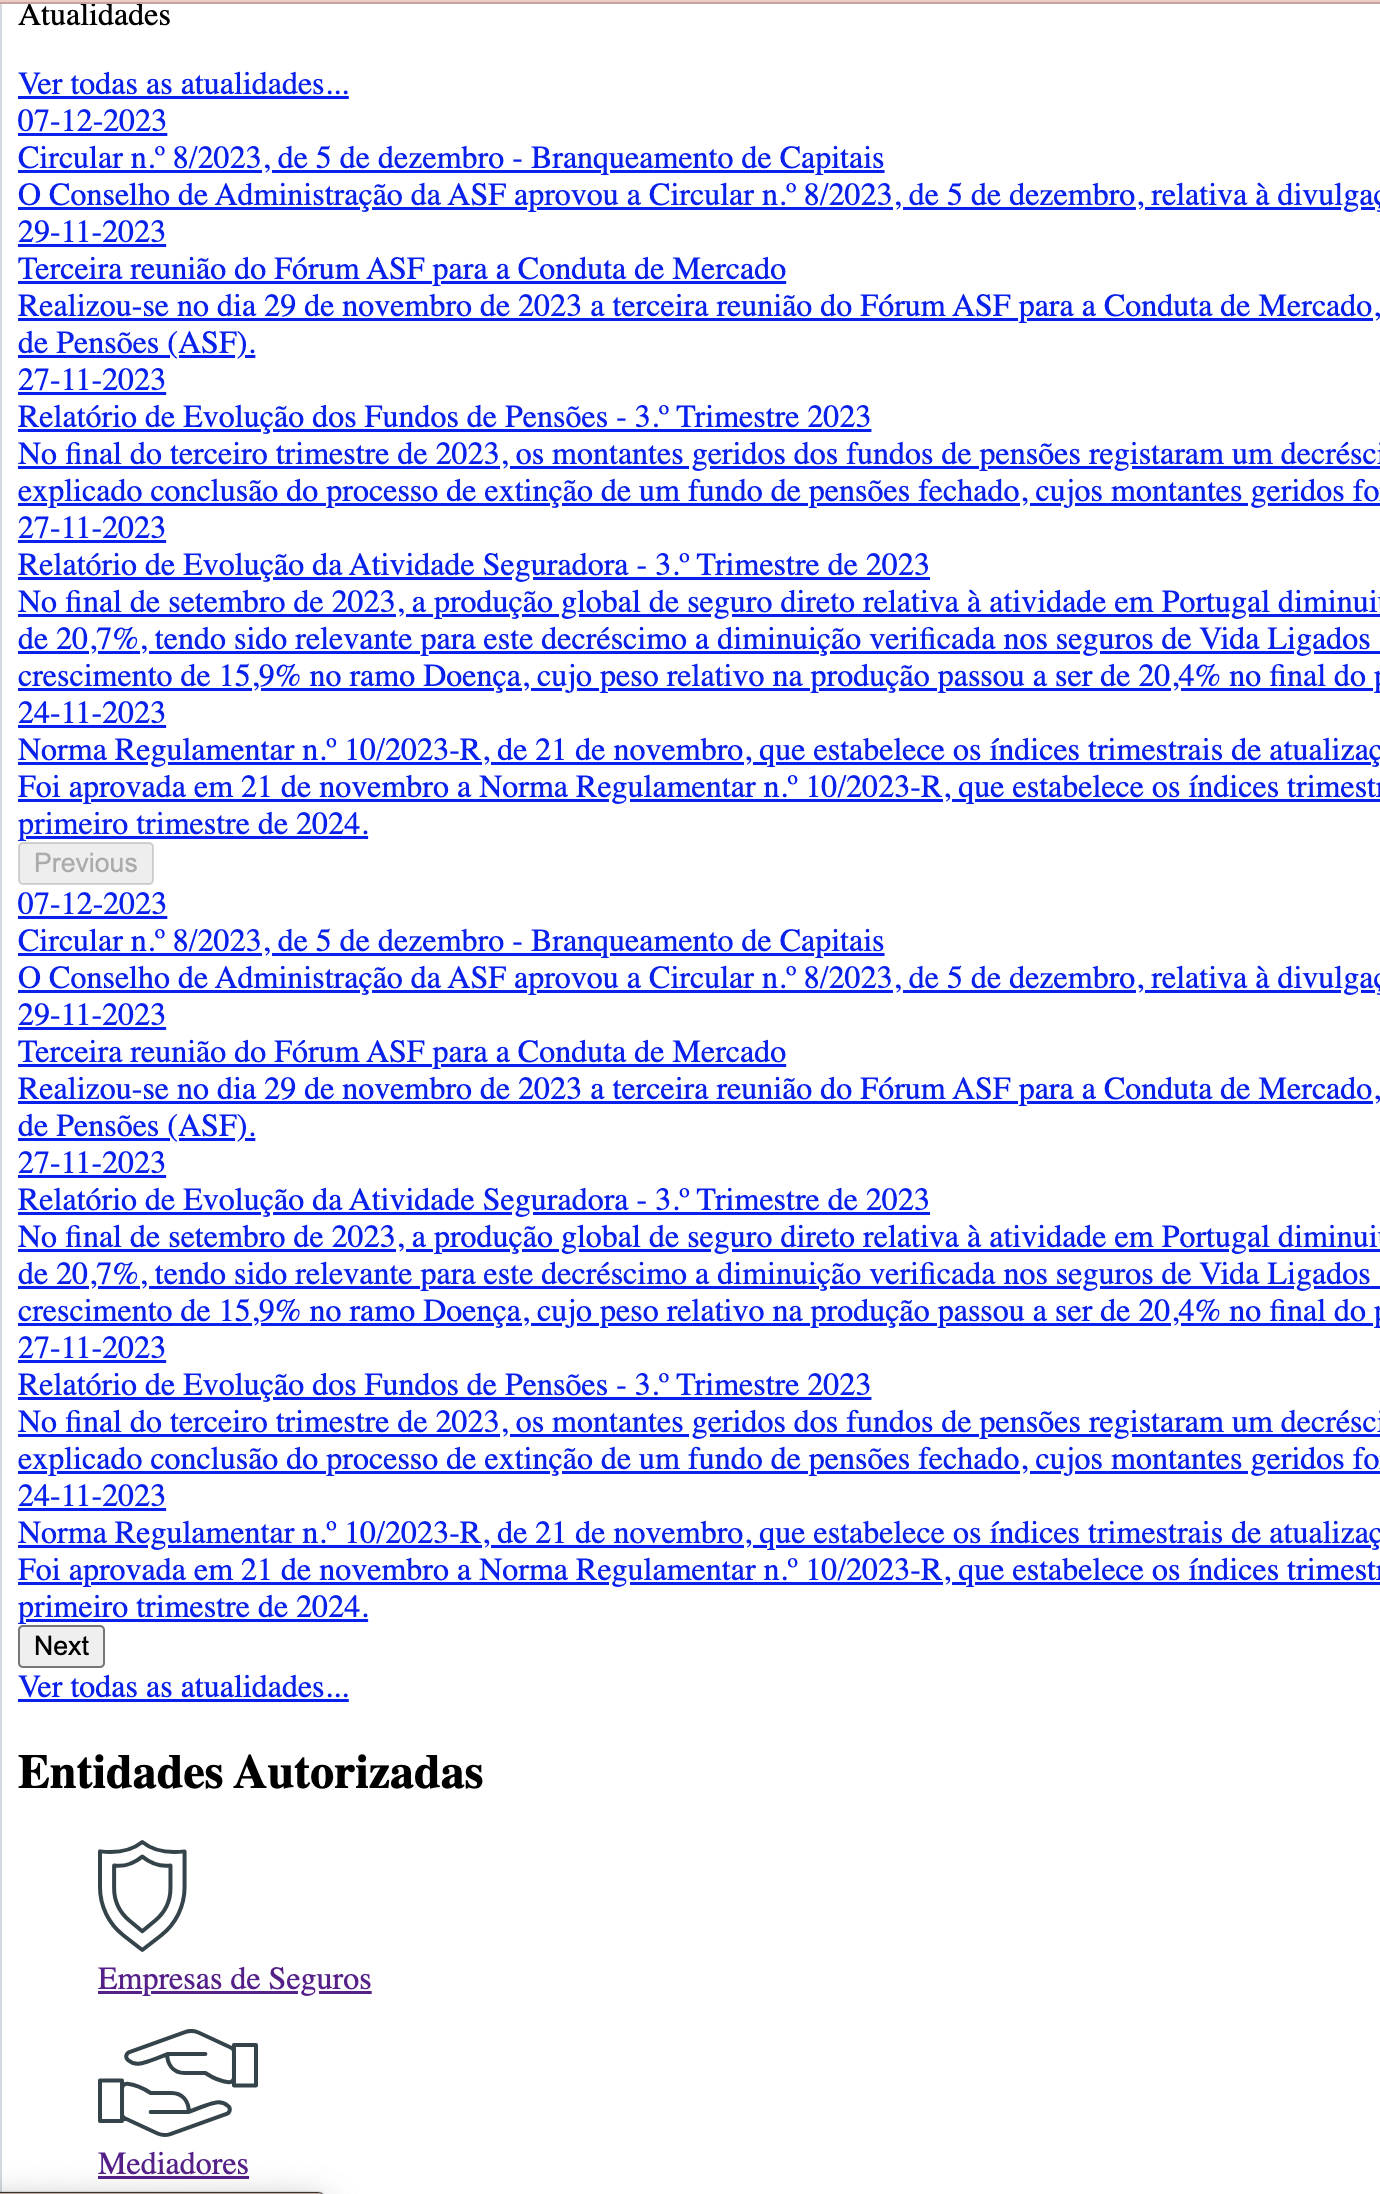 Atualidades
Ver todas as atualidades...
07-12-2023
Circular n.º 8/2023, de 5 de dezembro - Branqueamento de Capitais
O Conselho de Administração da ASF aprovou a Circular n.º 8/2023, de 5 de dezembro, relativa à
29-11-2023
Terceira reunião do Fórum ASF para a Conduta de Mercado
Realizou-se no dia 29 de novembro de 2023 a terceira reunião do Fórum ASF para a Conduta de Mercado,
de Pensões (ASF).
27-11-2023
Relatório de Evolução dos Fundos de Pensões - 3.º Trimestre 2023
No final do terceiro trimestre de 2023, os montantes geridos dos fundos de pensões registaram um
explicado conclusão do processo de extinção de um fundo de pensões fechado, cujos montantes geridos
27-11-2023
Relatório de Evolução da Atividade Seguradora - 3.º Trimestre de 2023
No final de setembro de 2023, a produção global de seguro direto relativa à atividade em Portugal
de 20,7%, tendo sido relevante para este decréscimo a diminuição verificada nos seguros de Vida Ligados
crescimento de 15,9% no ramo Doença, cujo peso relativo na produção passou a ser de 20,4% no final do
24-11-2023
Norma Regulamentar n.º 10/2023-R, de 21 de novembro, que estabelece os índices trimestrais de
Foi aprovada em 21 de novembro a Norma Regulamentar n.º 10/2023-R, que estabelece os índices
primeiro trimestre de 2024.
Previous
07-12-2023
Circular n.º 8/2023, de 5 de dezembro - Branqueamento de Capitais
O Conselho de Administração da ASF aprovou a Circular n.º 8/2023, de 5 de dezembro, relativa à
29-11-2023
Terceira reunião do Fórum ASF para a Conduta de Mercado
Realizou-se no dia 29 de novembro de 2023 a terceira reunião do Fórum ASF para a Conduta de Mercado,
de Pensões (ASF).
27-11-2023
Relatório de Evolução da Atividade Seguradora - 3.º Trimestre de 2023
No final de setembro de 2023, a produção global de seguro direto relativa à atividade em Portugal
de 20,7%, tendo sido relevante para este decréscimo a diminuição verificada nos seguros de Vida Ligados
crescimento de 15,9% no ramo Doença, cujo peso relativo na produção passou a ser de 20,4% no final do
27-11-2023
Relatório de Evolução dos Fundos de Pensões - 3.º Trimestre 2023
No final do terceiro trimestre de 2023, os montantes geridos dos fundos de pensões registaram um
explicado conclusão do processo de extinção de um fundo de pensões fechado, cujos montantes geridos
24-11-2023
Norma Regulamentar n.º 10/2023-R, de 21 de novembro, que estabelece os índices trimestrais de
Foi aprovada em 21 de novembro a Norma Regulamentar n.º 10/2023-R, que estabelece os índices
primeiro trimestre de 2024.
Next
Ver todas as atualidades...
Entidades Autorizadas
Empresas de Seguros
Mediadores